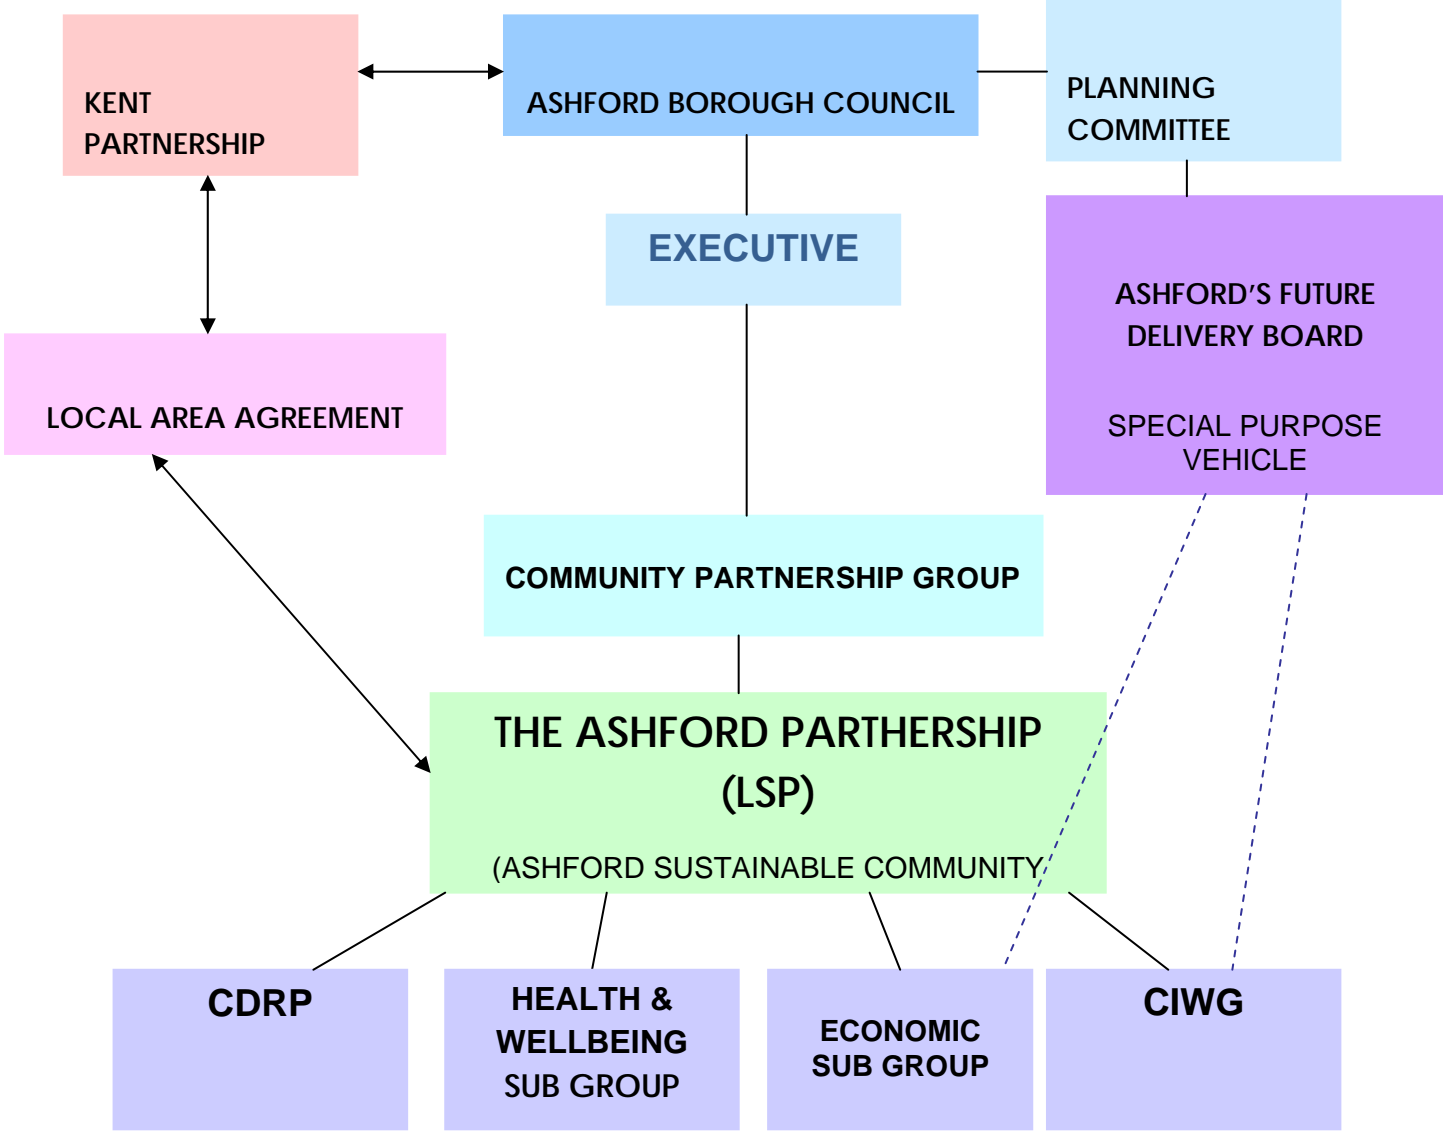 KENT
PARTNERSHIP
ASHFORD BOROUGH COUNCIL
PLANNING
COMMITTEE
EXECUTIVE
ASHFORD’S FUTURE
DELIVERY BOARD
SPECIAL PURPOSE
VEHICLE
LOCAL AREA AGREEMENT
COMMUNITY PARTNERSHIP GROUP
THE ASHFORD PARTHERSHIP
(LSP)
(ASHFORD SUSTAINABLE COMMUNITY
CDRP
HEALTH &
WELLBEING
SUB GROUP
ECONOMIC
SUB GROUP
CIWG